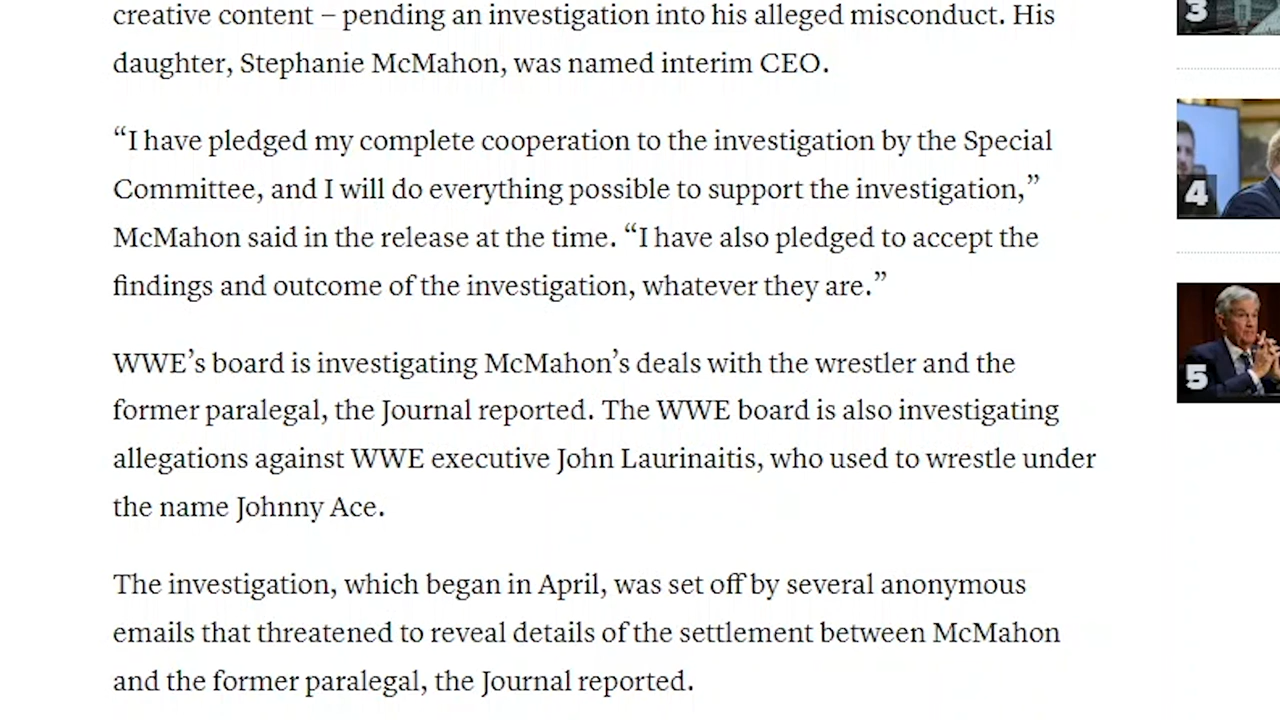 creative content – pending an investigation into his alleged misconduct. His
daughter, Stephanie McMahon, was named interim CEO.
“I have pledged my complete cooperation to the investigation by the Special
Committee, and I will do everything possible to support the investigation,”
McMahon said in the release at the time. “I have also pledged to accept the
findings and outcome of the investigation, whatever they are.”
WWE’s board is investigating McMahon’s deals with the wrestler and the
former paralegal, the Journal reported. The WWE board is also investigating
allegations against WWE executive John Laurinaitis, who used to wrestle under
the name Johnny Ace.
The investigation, which began in April, was set off by several anonymous
emails that threatened to reveal details of the settlement between McMahon
and the former paralegal, the Journal reported.
3
4
5